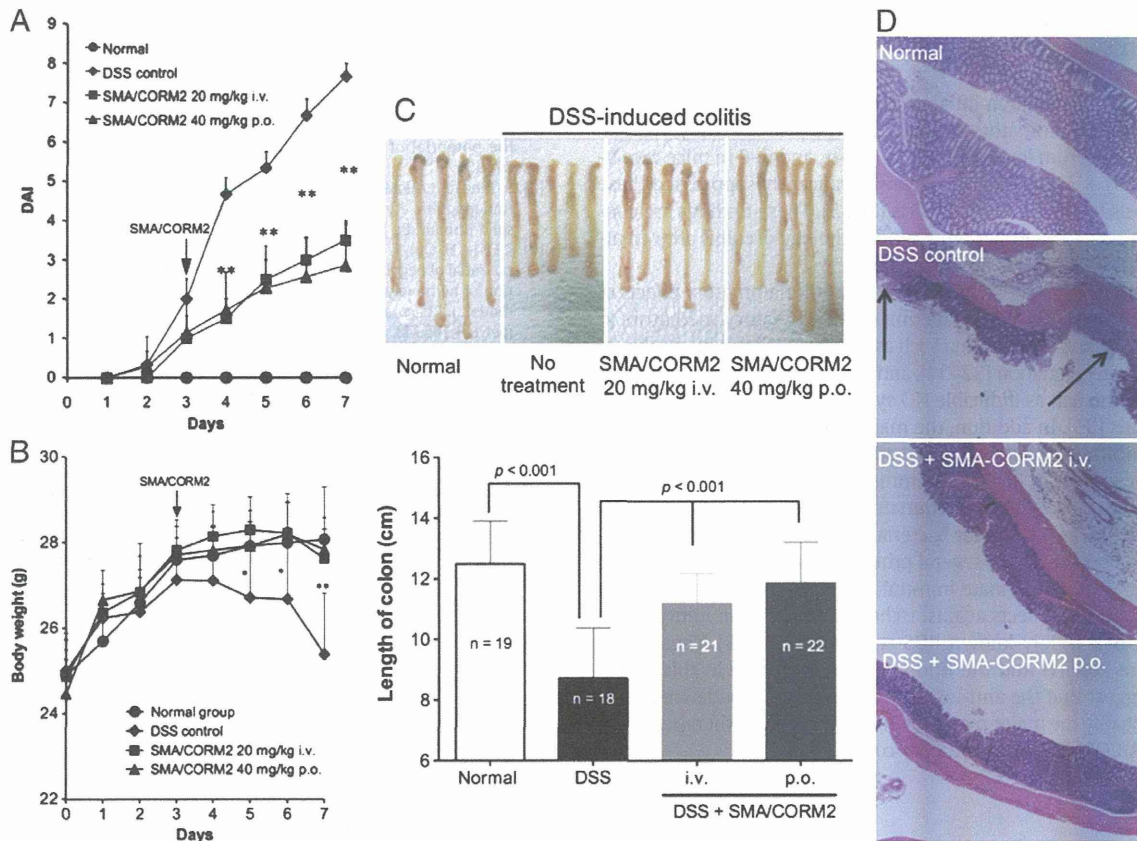 A
DAI
9
8
7
6
5
4
3
2
1
0
Normal
DSS control
SMA/CORM2 20 mg/kg i.v.
SMA/CORM2 40 mg/kg p.o.
SMA/CORM2
**
**
**
**
0 1 2 3 4 5 6 7
Days
B
Body weight (g)
30
28
26
24
22
SMA/CORM2
*
*
**
Normal group
DSS control
SMA/CORM2 20 mg/kg i.v.
SMA/CORM2 40 mg/kg p.o.
0 1 2 3 4 5 6 7
Days
C
DSS-induced colitis
Normal
No
treatment
SMA/CORM2
20 mg/kg i.v.
SMA/CORM2
40 mg/kg p.o.
Length of colon (cm)
16
14
12
10
8
6
p < 0.001
p < 0.001
n = 19
n = 18
n = 21
n = 22
Normal DSS i.v. p.o.
DSS + SMA/CORM2
D
Normal
DSS control
DSS + SMA-CORM2 i.v.
DSS + SMA-CORM2 p.o.